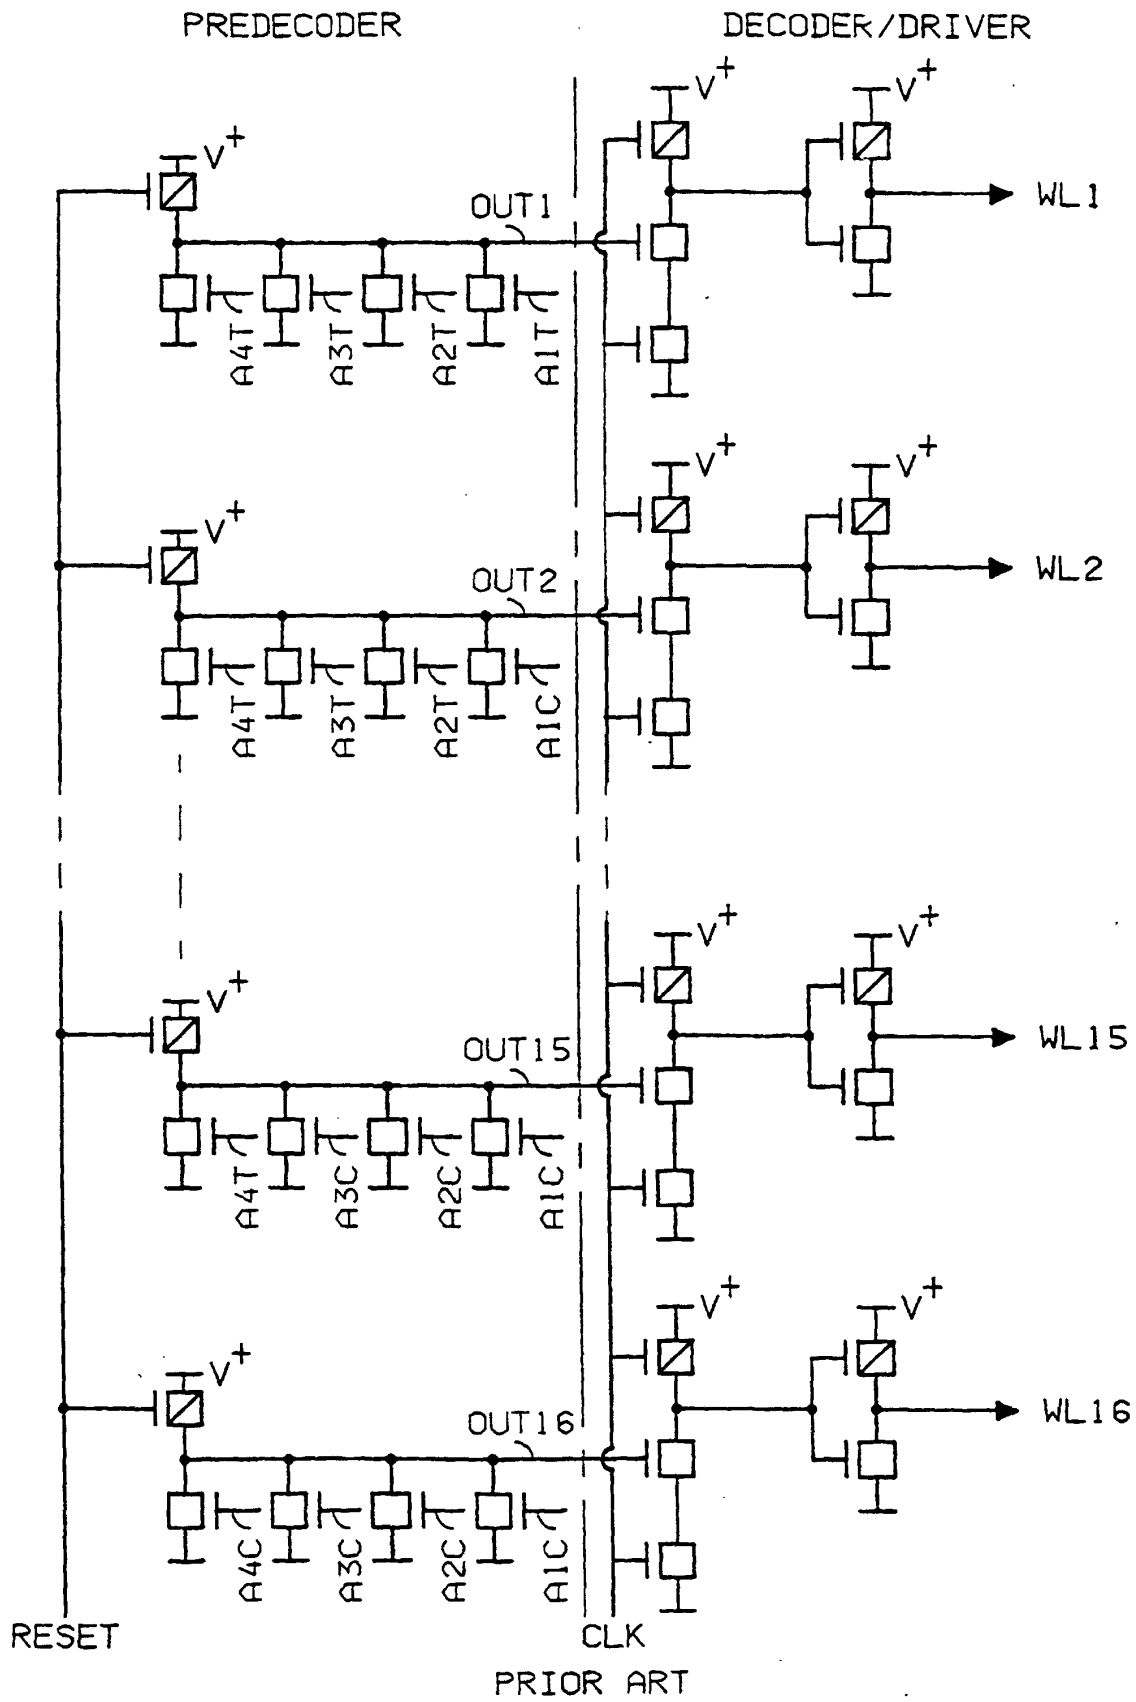 PREDECODER DECODER/DRIVER
V+ V+
V+
OUT1 WL1
A4T A3T A2T A1T
V+ V+
V+
OUT2 WL2
A4T A3T A2T A1C
V+ V+
V+
OUT15 WL15
A4T A3C A2C A1C
V+ V+
V+
OUT16 WL16
A4C A3C A2C A1C
RESET CLK
PRIOR ART